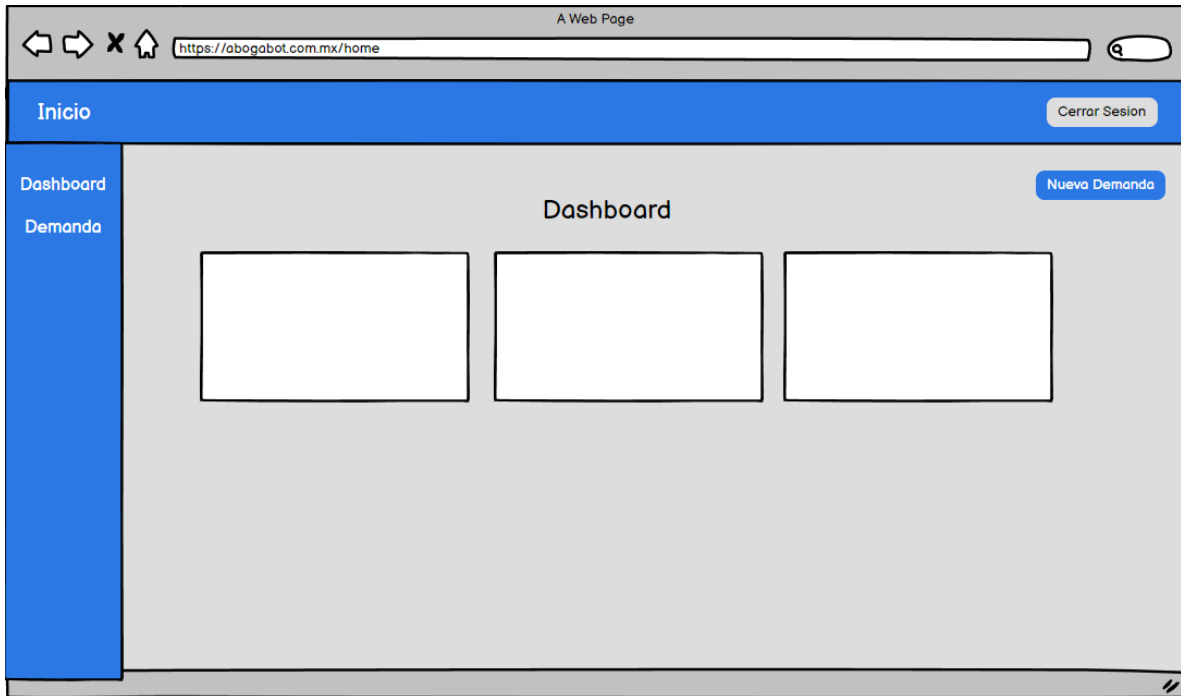 A Web Page
https://abogabot.com.mx/home
Inicio
Cerrar Sesion
Dashboard
Demanda
Nueva Demanda
Dashboard